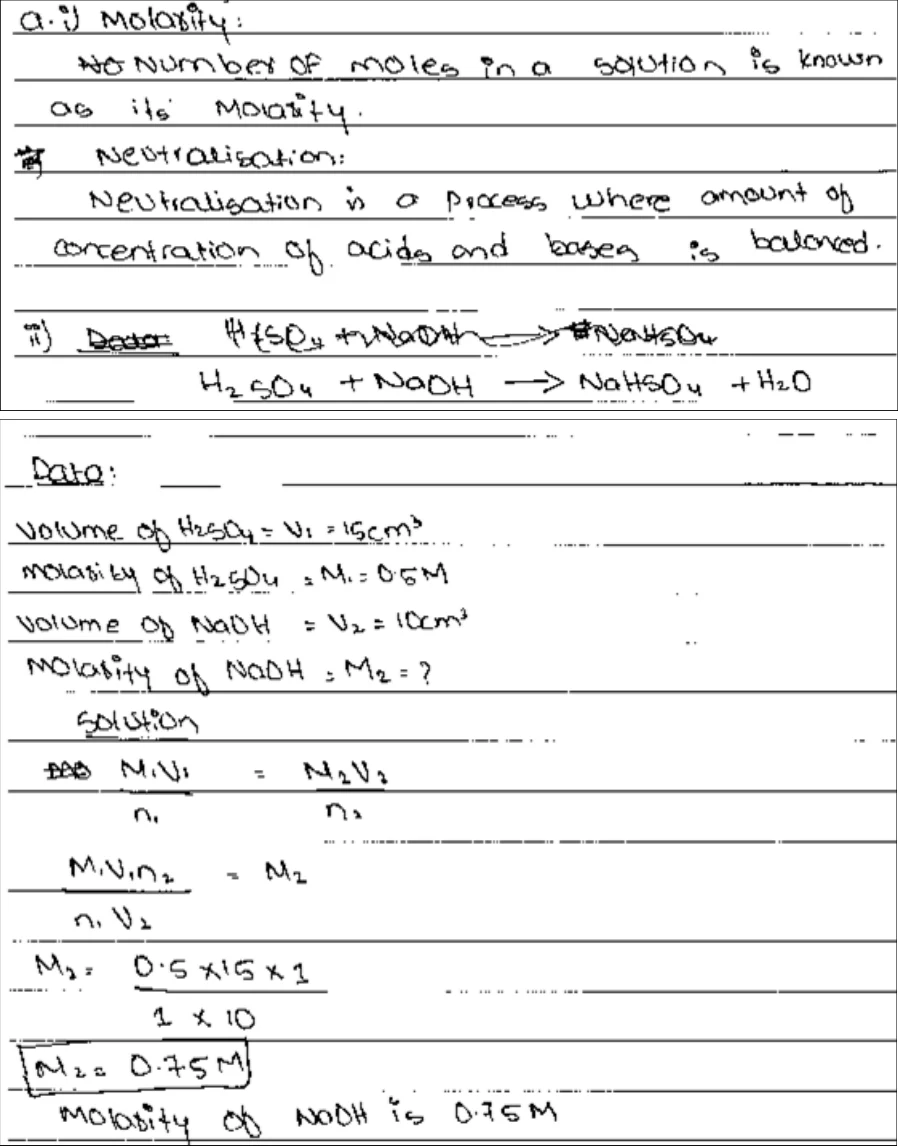 a.i) Molarity:
No Number of moles in a solution is known
as its Molarity.
Neutralisation:
Neutralisation is a process where amount of
concentration of acids and bases is balanced.
ii) Data: H2SO4 + NaOH → NaHSO4
H₂SO₄ + NaOH → NaHSO₄ + H₂O
Data:
Volume of H₂SO₄ = V₁ = 15cm³
molarity of H₂SO₄ = M₁ = 0.5M
Volume of NaOH = V₂ = 10cm³
Molarity of NaOH = M₂ = ?
Solution
M₁V₁ = M₂V₂
n₁ n₂
M₁V₁n₂ = M₂
n₁ V₂
M₂ = 0.5 x 15 x 1
1 x 10
M₂ = 0.75M
Molarity of NaOH is 0.75M